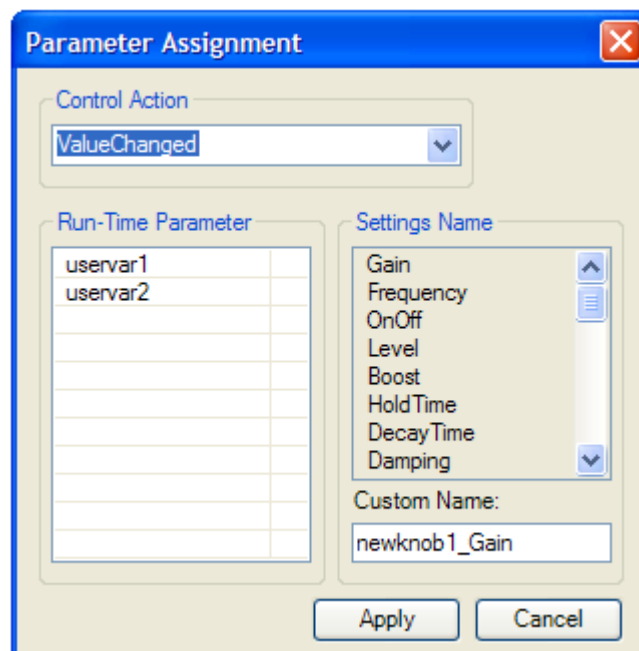 Parameter Assignment
Control Action
ValueChanged
Run-Time Parameter
uservar1
uservar2
Settings Name
Gain
Frequency
OnOff
Level
Boost
HoldTime
DecayTime
Damping
Custom Name:
newknob1_Gain
Apply
Cancel